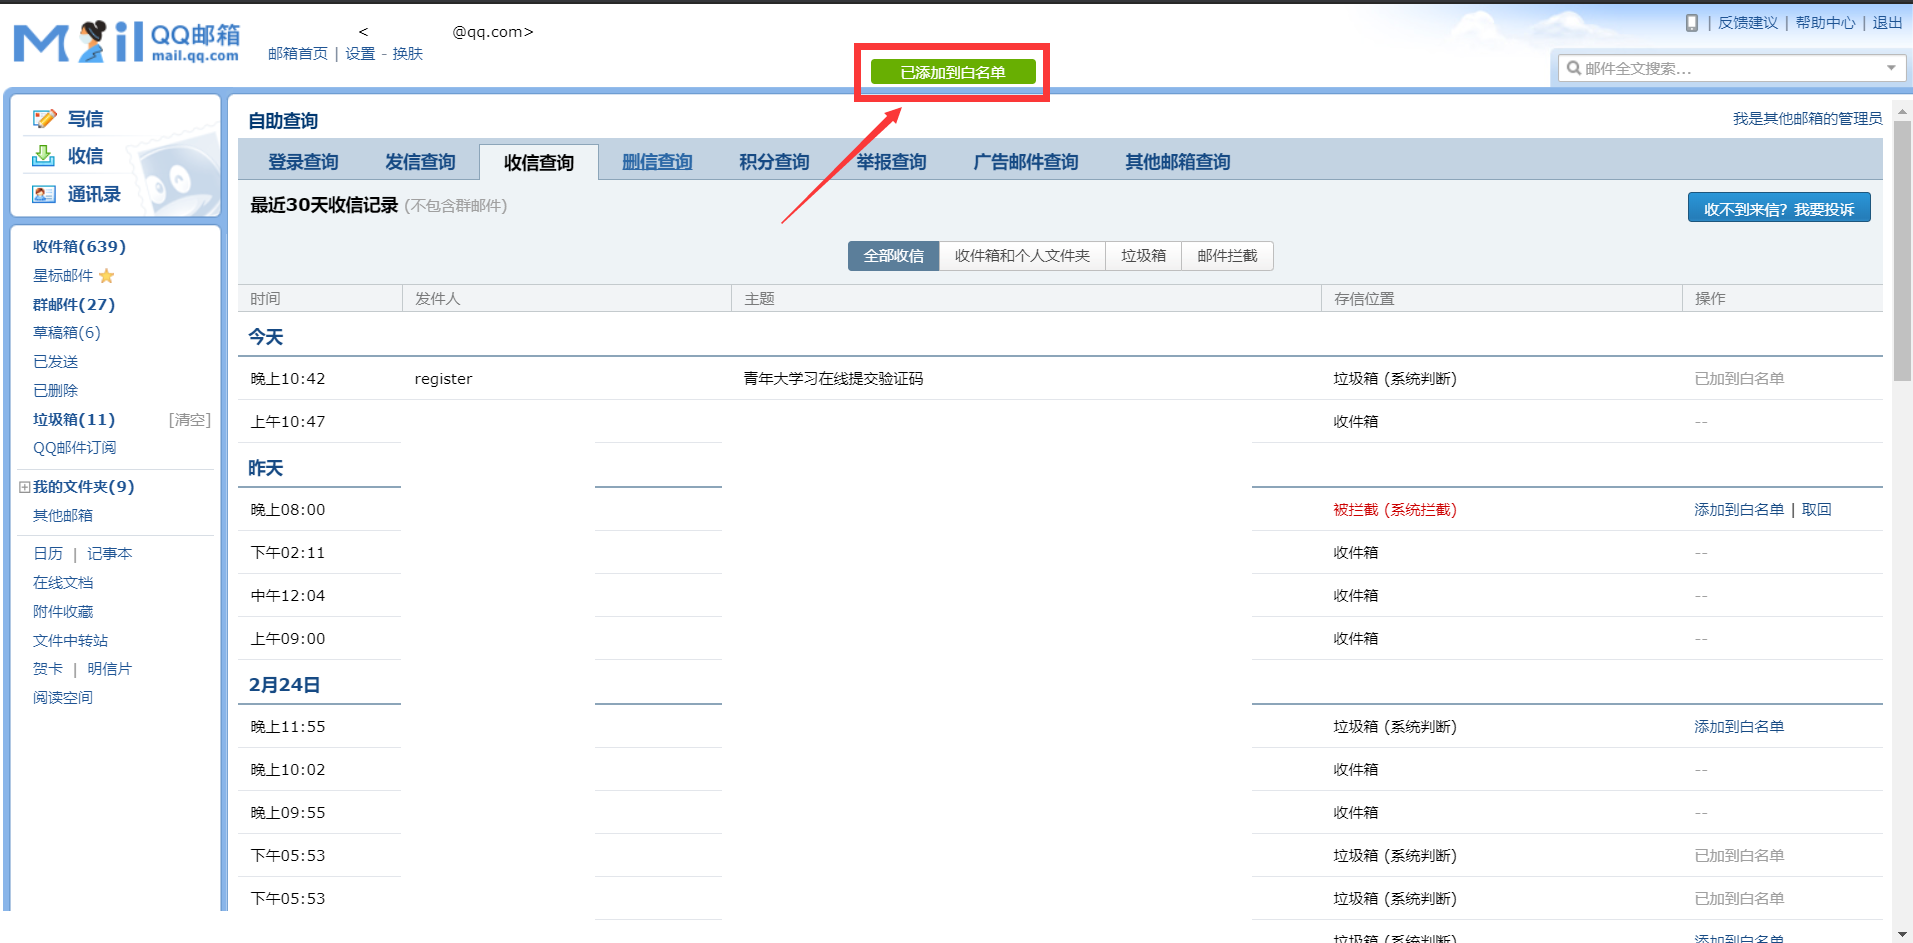 Mail QQ邮箱
mail.qq.com
< @qq.com>
邮箱首页 | 设置 - 换肤
已添加到白名单
| 反馈建议 | 帮助中心 | 退出
邮件全文搜索...
写信
收信
通讯录
收件箱(639)
星标邮件
群邮件(27)
草稿箱(6)
已发送
已删除
垃圾箱(11) [清空]
QQ邮件订阅
我的文件夹(9)
其他邮箱
日历 | 记事本
在线文档
附件收藏
文件中转站
贺卡 | 明信片
阅读空间
自助查询
我是其他邮箱的管理员
登录查询 发信查询 收信查询 删信查询 积分查询 举报查询 广告邮件查询 其他邮箱查询
最近30天收信记录 (不包含群邮件)
收不到来信? 我要投诉
全部收信 收件箱和个人文件夹 垃圾箱 邮件拦截
时间 发件人 主题 存信位置 操作
今天
晚上10:42 register 青年大学习在线提交验证码 垃圾箱 (系统判断) 已加到白名单
上午10:47 收件箱 --
昨天
晚上08:00 被拦截 (系统拦截) 添加到白名单 | 取回
下午02:11 收件箱 --
中午12:04 收件箱 --
上午09:00 收件箱 --
2月24日
晚上11:55 垃圾箱 (系统判断) 添加到白名单
晚上10:02 收件箱 --
晚上09:55 收件箱 --
下午05:53 垃圾箱 (系统判断) 已加到白名单
下午05:53 垃圾箱 (系统判断) 已加到白名单
垃圾箱 (系统判断) 添加到白名单